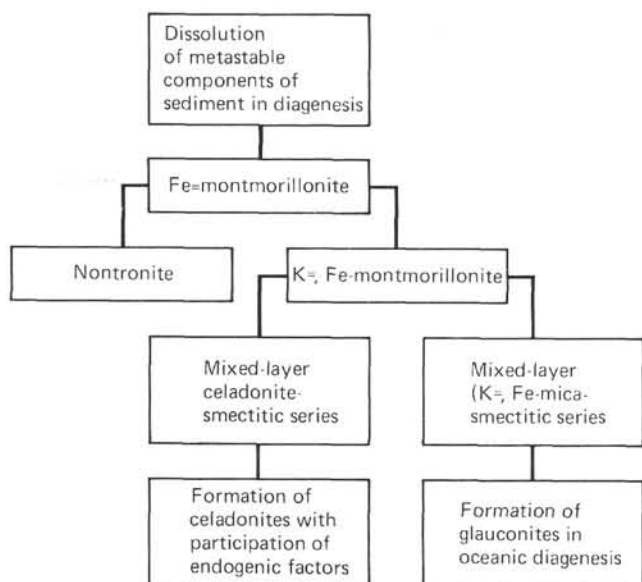 Dissolution
of metastable
components of
sediment in diagenesis
Fe=montmorillonite
Nontronite
K=, Fe-montmorillonite
Mixed-layer
celadonite-
smectitic series
Mixed-layer
(K=, Fe-mica-
smectitic series
Formation of
celadonites with
participation of
endogenic factors
Formation of
glauconites in
oceanic diagenesis